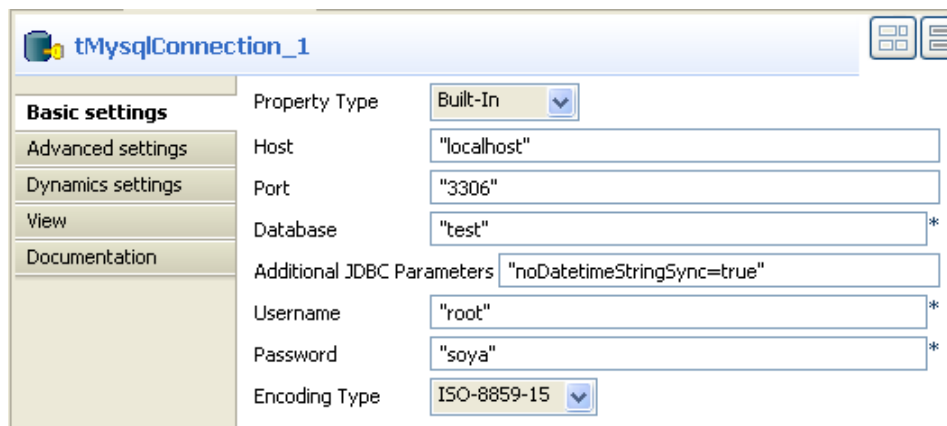 tMysqlConnection_1
Basic settings
Advanced settings
Dynamics settings
View
Documentation
Property Type Built-In
Host "localhost"
Port "3306"
Database "test" *
Additional JDBC Parameters "noDatetimeStringSync=true"
Username "root" *
Password "soya" *
Encoding Type ISO-8859-15